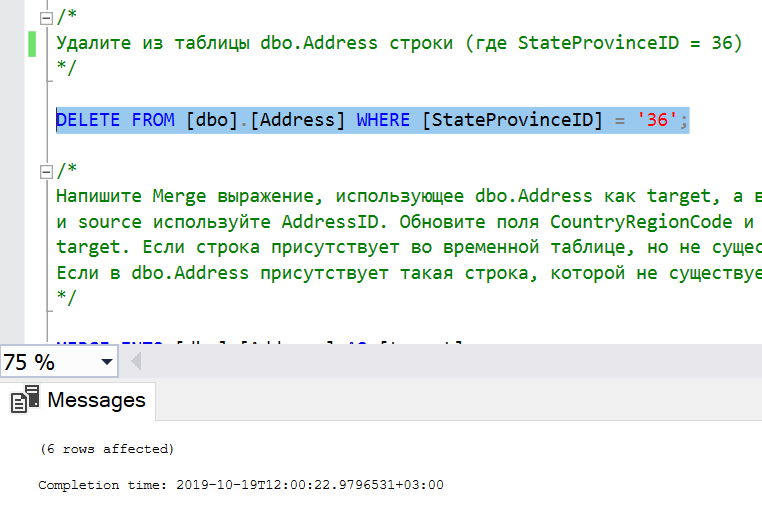 /*
Удалите из таблицы dbo.Address строки (где StateProvinceID = 36)
*/
DELETE FROM [dbo].[Address] WHERE [StateProvinceID] = '36';
/*
Напишите Merge выражение, использующее dbo.Address как target, а в
и source используйте AddressID. Обновите поля CountryRegionCode и
target. Если строка присутствует во временной таблице, но не сущес
Если в dbo.Address присутствует такая строка, которой не существуе
*/
75 %
Messages
(6 rows affected)
Completion time: 2019-10-19T12:00:22.9796531+03:00